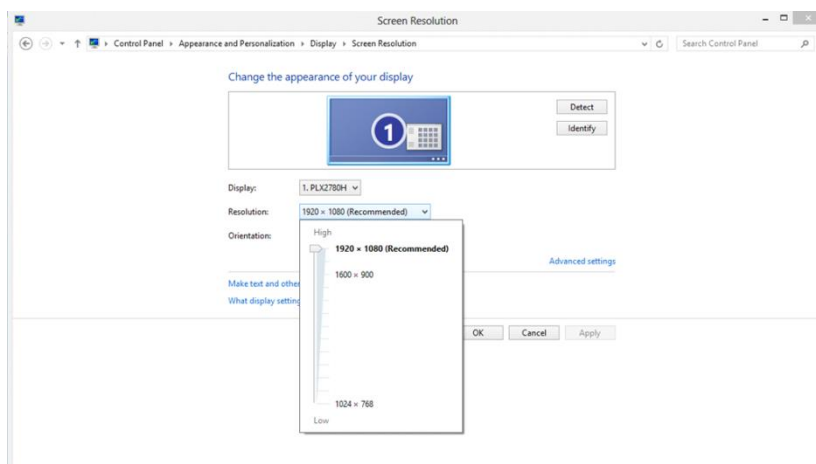 Screen Resolution
Control Panel Appearance and Personalization Display Screen Resolution
Search Control Panel
Change the appearance of your display
1
Detect
Identify
Display: 1. PLX2780H
Resolution: 1920 × 1080 (Recommended)
Orientation:
High
1920 × 1080 (Recommended)
1600 × 900
Advanced settings
Make text and other
What display setting
OK Cancel Apply
1024 × 768
Low